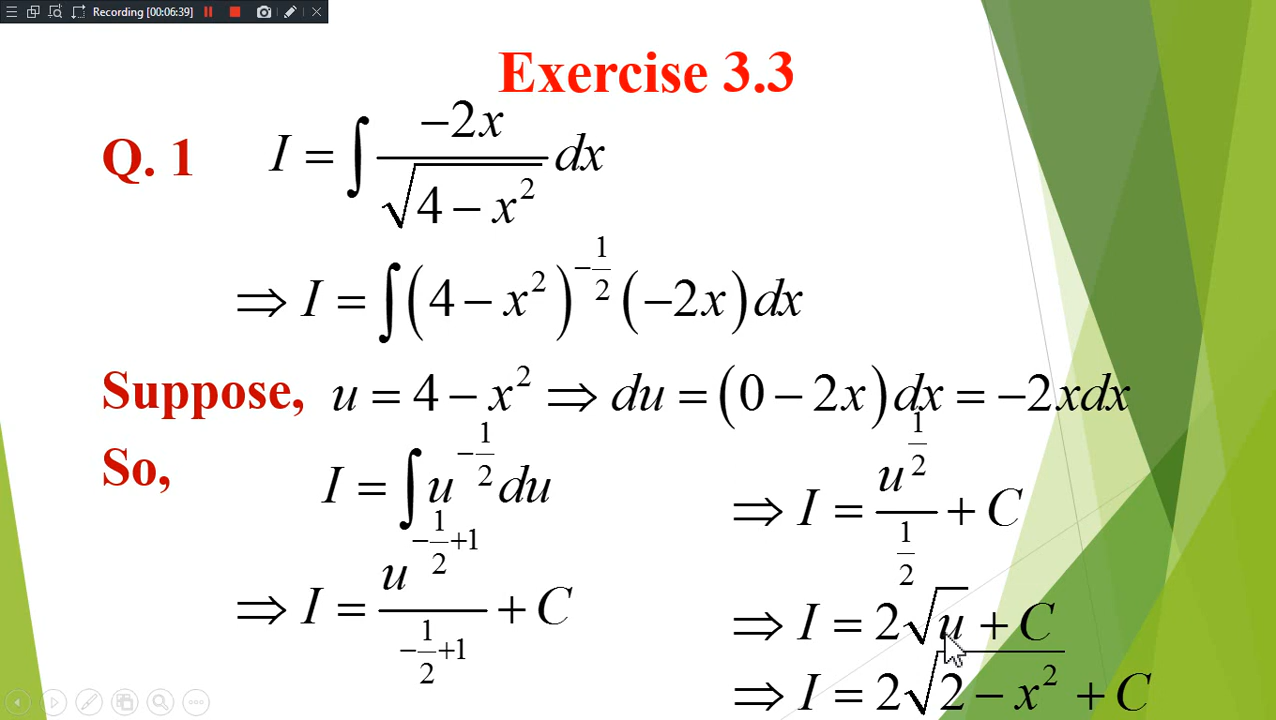 Recording [00:06:39]
Exercise 3.3
Q. 1 I = ∫ −2x / √(4 − x²) dx
⇒ I = ∫ (4 − x²)^(−1/2) (−2x) dx
Suppose, u = 4 − x² ⇒ du = (0 − 2x) dx = −2xdx
So, I = ∫ u^(−1/2) du
⇒ I = u^(−1/2+1) / (−1/2+1) + C
⇒ I = u^(1/2) / (1/2) + C
⇒ I = 2√u + C
⇒ I = 2√(2 − x²) + C